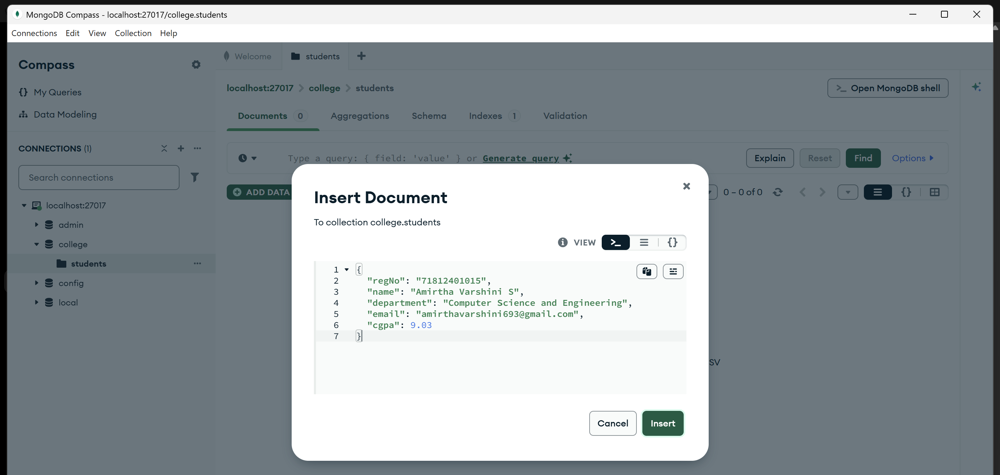 MongoDB Compass - localhost:27017/college.students
Connections Edit View Collection Help
Compass
My Queries
Data Modeling
CONNECTIONS (1)
Search connections
localhost:27017
admin
college
students
config
local
Welcome
students
localhost:27017 > college > students
>_ Open MongoDB shell
Documents 0 Aggregations Schema Indexes 1 Validation
Type a query: { field: 'value' } or Generate query
Explain Reset Find Options
ADD DATA
0 – 0 of 0
SV
Insert Document
To collection college.students
VIEW
1 {
2 "regNo": "71812401015",
3 "name": "Amirtha Varshini S",
4 "department": "Computer Science and Engineering",
5 "email": "amirthavarshini693@gmail.com",
6 "cgpa": 9.03
7 }
Cancel Insert